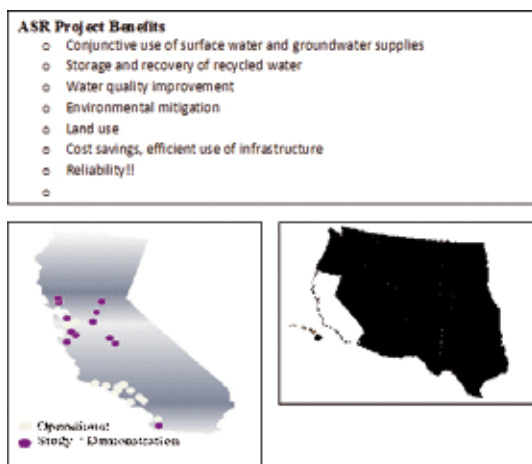 ASR Project Benefits
o Conjunctive use of surface water and groundwater supplies
o Storage and recovery of recycled water
o Water quality improvement
o Environmental mitigation
o Land use
o Cost savings, efficient use of infrastructure
o Reliability!!
o
Operational
Study Demonstration